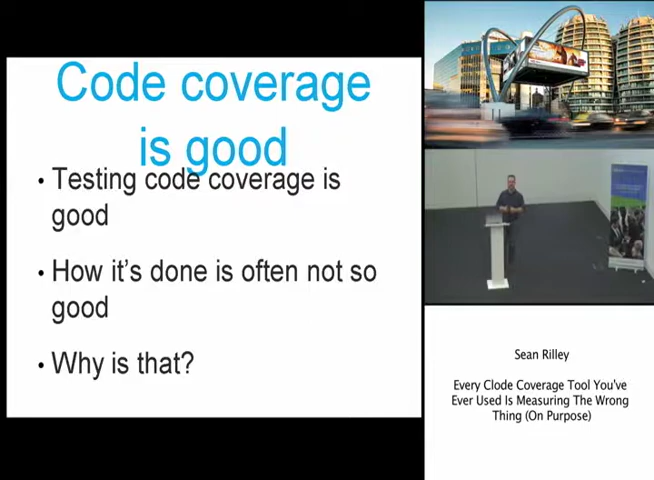 Code coverage
is good
• Testing code coverage is
good
• How it's done is often not so
good
• Why is that?
Sean Rilley
Every Clode Coverage Tool You've
Ever Used Is Measuring The Wrong
Thing (On Purpose)